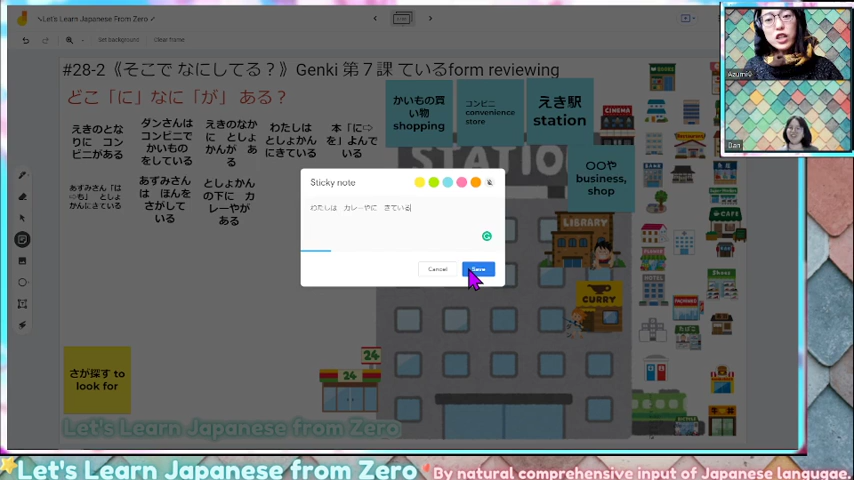 \Let's Learn Japanese From Zero ✓
Set background
Clear frame
#28-2《そこで なにしてる？》Genki 第７課 ているform reviewing
どこ「に」なに「が」 ある？
えきのとな
りに コン
ビニがある
ダンさんは
コンビニで
かいもの
をしている
えきのなか
に としょ
かんが あ
る
わたしは
としょかん
にきている
本「に⇨
を」よんで
いる
あずみさん「は
⇨も」 としょ
かんにきている
あずみさん
は ほんを
さがして
いる
としょかん
の下に カ
レーやが
ある
かいもの買
い物
shopping
コンビニ
convenience
store
えき駅
station
〇〇や
business,
shop
Sticky note
わたしは カレーやに きている
Cancel
Save
STATIO
LIBRARY
CURRY
24
24
さが探す to
look for
CINEMA
BANK
CAFE
HOTEL
たばこ
Azumi
Dan
Let's Learn Japanese from Zero
Let's Learn Japanese from Zero
By natural comprehensive input of Japanese langugae.